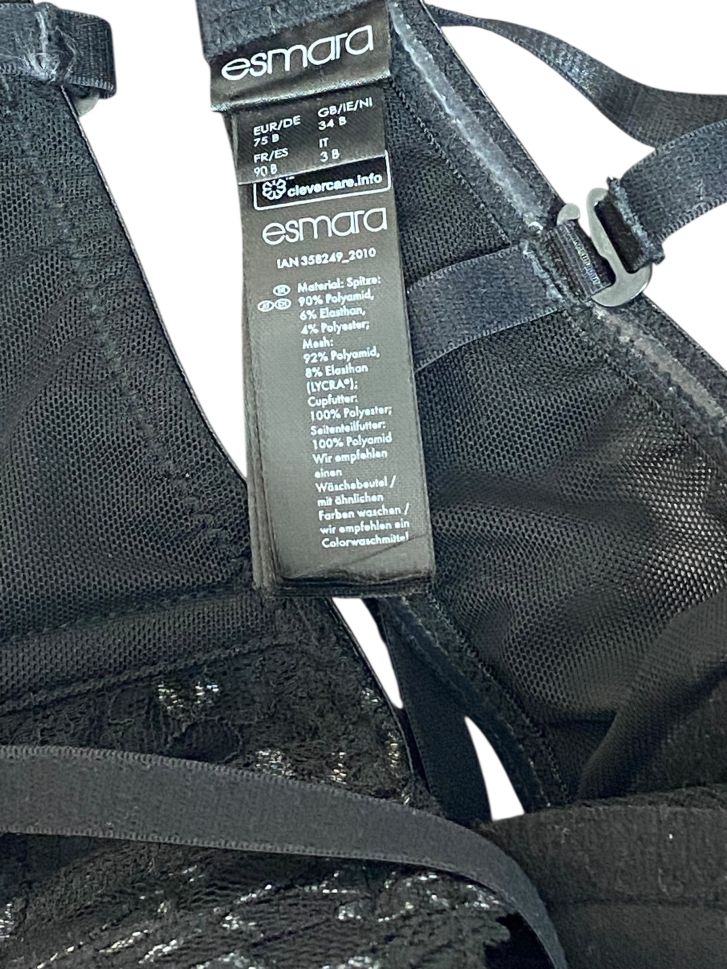 esmara
EUR/DE GB/IE/NI
75 B 34 B
FR/ES IT
90 B 3 B
clevercare.info
esmara
IAN 358249_2010
Material: Spitze:
90% Polyamid,
6% Elasthan,
4% Polyester;
Mesh:
92% Polyamid,
8% Elasthan
(LYCRA®);
Cupfutter:
100% Polyester;
Seitenteilfutter:
100% Polyamid
Wir empfehlen
einen
Wäschebeutel /
mit ähnlichen
Farben waschen /
wir empfehlen ein
Colorwaschmittel